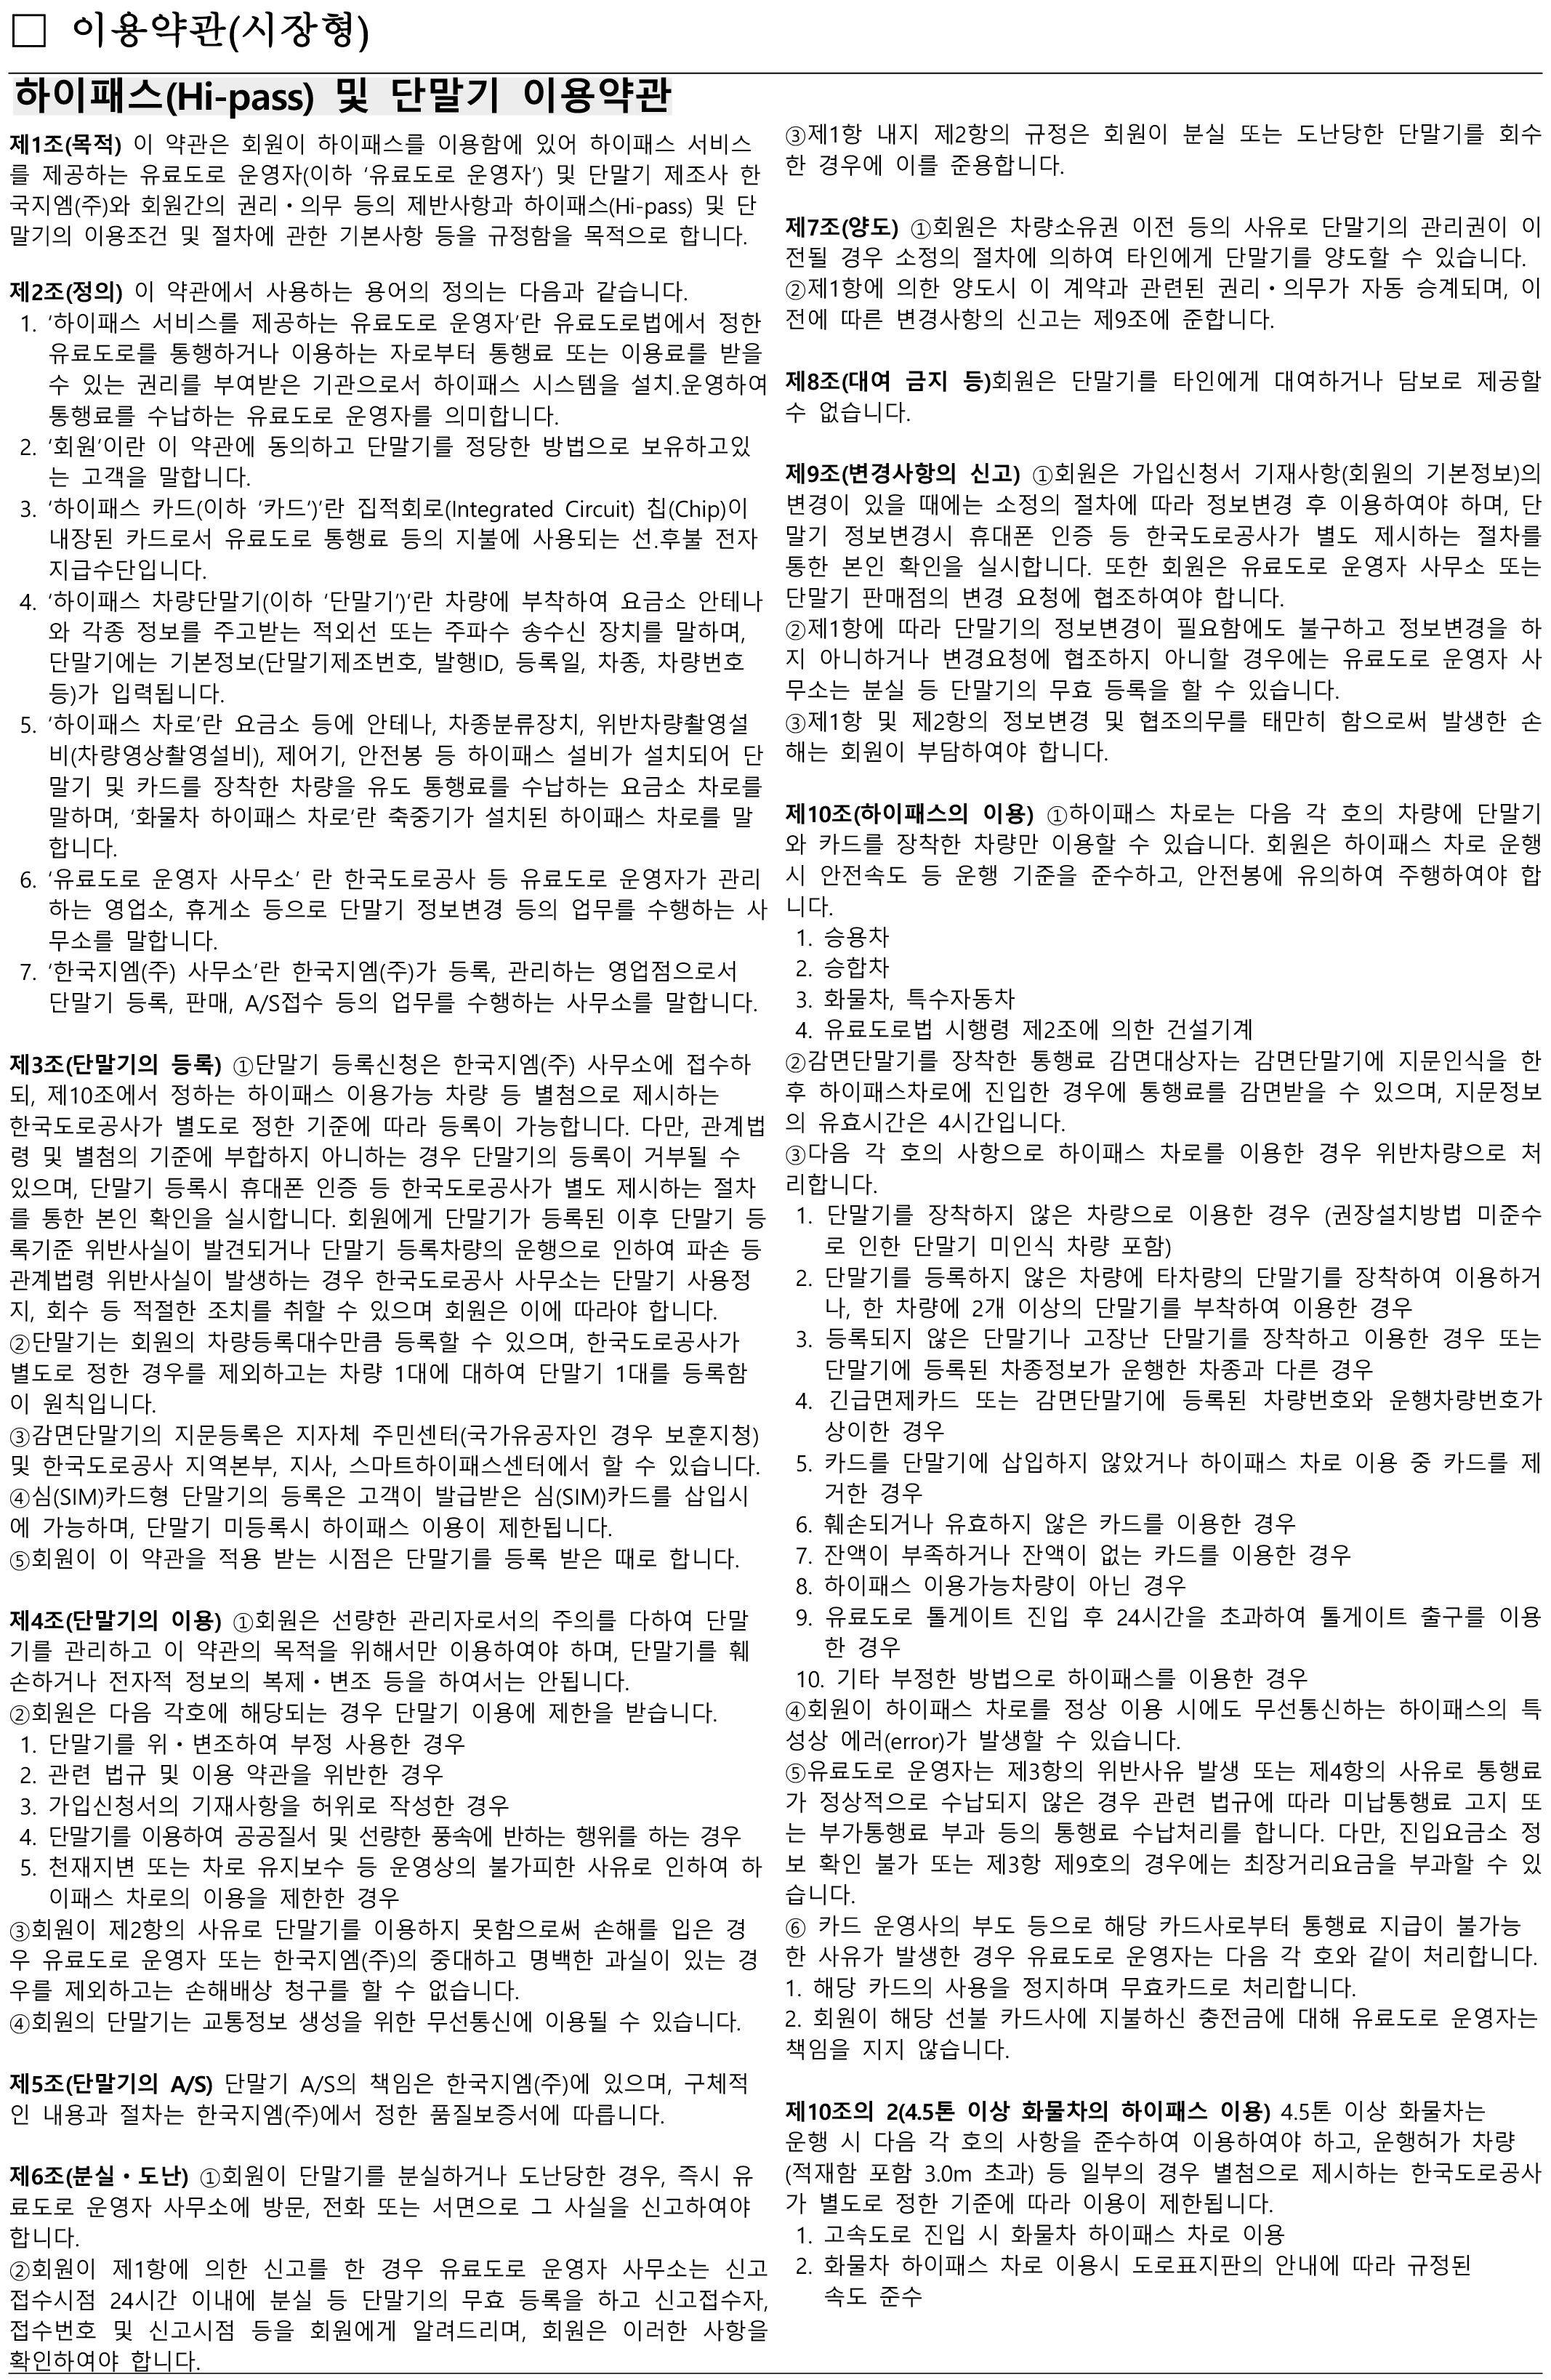 □ 이용약관(시장형)
하이패스(Hi-pass) 및 단말기 이용약관
제1조(목적) 이 약관은 회원이 하이패스를 이용함에 있어 하이패스 서비스
를 제공하는 유료도로 운영자(이하 ‘유료도로 운영자’) 및 단말기 제조사 한
국지엠(주)와 회원간의 권리・의무 등의 제반사항과 하이패스(Hi-pass) 및 단
말기의 이용조건 및 절차에 관한 기본사항 등을 규정함을 목적으로 합니다.
제2조(정의) 이 약관에서 사용하는 용어의 정의는 다음과 같습니다.
1. ‘하이패스 서비스를 제공하는 유료도로 운영자’란 유료도로법에서 정한
유료도로를 통행하거나 이용하는 자로부터 통행료 또는 이용료를 받을
수 있는 권리를 부여받은 기관으로서 하이패스 시스템을 설치.운영하여
통행료를 수납하는 유료도로 운영자를 의미합니다.
2. ‘회원’이란 이 약관에 동의하고 단말기를 정당한 방법으로 보유하고있
는 고객을 말합니다.
3. ‘하이패스 카드(이하 ‘카드’)’란 집적회로(Integrated Circuit) 칩(Chip)이
내장된 카드로서 유료도로 통행료 등의 지불에 사용되는 선.후불 전자
지급수단입니다.
4. ‘하이패스 차량단말기(이하 ‘단말기’)‘란 차량에 부착하여 요금소 안테나
와 각종 정보를 주고받는 적외선 또는 주파수 송수신 장치를 말하며,
단말기에는 기본정보(단말기제조번호, 발행ID, 등록일, 차종, 차량번호
등)가 입력됩니다.
5. ‘하이패스 차로’란 요금소 등에 안테나, 차종분류장치, 위반차량촬영설
비(차량영상촬영설비), 제어기, 안전봉 등 하이패스 설비가 설치되어 단
말기 및 카드를 장착한 차량을 유도 통행료를 수납하는 요금소 차로를
말하며, ‘화물차 하이패스 차로‘란 축중기가 설치된 하이패스 차로를 말
합니다.
6. ‘유료도로 운영자 사무소’ 란 한국도로공사 등 유료도로 운영자가 관리
하는 영업소, 휴게소 등으로 단말기 정보변경 등의 업무를 수행하는 사
무소를 말합니다.
7. ‘한국지엠(주) 사무소’란 한국지엠(주)가 등록, 관리하는 영업점으로서
단말기 등록, 판매, A/S접수 등의 업무를 수행하는 사무소를 말합니다.
제3조(단말기의 등록) ①단말기 등록신청은 한국지엠(주) 사무소에 접수하
되, 제10조에서 정하는 하이패스 이용가능 차량 등 별첨으로 제시하는
한국도로공사가 별도로 정한 기준에 따라 등록이 가능합니다. 다만, 관계법
령 및 별첨의 기준에 부합하지 아니하는 경우 단말기의 등록이 거부될 수
있으며, 단말기 등록시 휴대폰 인증 등 한국도로공사가 별도 제시하는 절차
를 통한 본인 확인을 실시합니다. 회원에게 단말기가 등록된 이후 단말기 등
록기준 위반사실이 발견되거나 단말기 등록차량의 운행으로 인하여 파손 등
관계법령 위반사실이 발생하는 경우 한국도로공사 사무소는 단말기 사용정
지, 회수 등 적절한 조치를 취할 수 있으며 회원은 이에 따라야 합니다.
②단말기는 회원의 차량등록대수만큼 등록할 수 있으며, 한국도로공사가
별도로 정한 경우를 제외하고는 차량 1대에 대하여 단말기 1대를 등록함
이 원칙입니다.
③감면단말기의 지문등록은 지자체 주민센터(국가유공자인 경우 보훈지청)
및 한국도로공사 지역본부, 지사, 스마트하이패스센터에서 할 수 있습니다.
④심(SIM)카드형 단말기의 등록은 고객이 발급받은 심(SIM)카드를 삽입시
에 가능하며, 단말기 미등록시 하이패스 이용이 제한됩니다.
⑤회원이 이 약관을 적용 받는 시점은 단말기를 등록 받은 때로 합니다.
제4조(단말기의 이용) ①회원은 선량한 관리자로서의 주의를 다하여 단말
기를 관리하고 이 약관의 목적을 위해서만 이용하여야 하며, 단말기를 훼
손하거나 전자적 정보의 복제・변조 등을 하여서는 안됩니다.
②회원은 다음 각호에 해당되는 경우 단말기 이용에 제한을 받습니다.
1. 단말기를 위・변조하여 부정 사용한 경우
2. 관련 법규 및 이용 약관을 위반한 경우
3. 가입신청서의 기재사항을 허위로 작성한 경우
4. 단말기를 이용하여 공공질서 및 선량한 풍속에 반하는 행위를 하는 경우
5. 천재지변 또는 차로 유지보수 등 운영상의 불가피한 사유로 인하여 하
이패스 차로의 이용을 제한한 경우
③회원이 제2항의 사유로 단말기를 이용하지 못함으로써 손해를 입은 경
우 유료도로 운영자 또는 한국지엠(주)의 중대하고 명백한 과실이 있는 경
우를 제외하고는 손해배상 청구를 할 수 없습니다.
④회원의 단말기는 교통정보 생성을 위한 무선통신에 이용될 수 있습니다.
제5조(단말기의 A/S) 단말기 A/S의 책임은 한국지엠(주)에 있으며, 구체적
인 내용과 절차는 한국지엠(주)에서 정한 품질보증서에 따릅니다.
제6조(분실・도난) ①회원이 단말기를 분실하거나 도난당한 경우, 즉시 유
료도로 운영자 사무소에 방문, 전화 또는 서면으로 그 사실을 신고하여야
합니다.
②회원이 제1항에 의한 신고를 한 경우 유료도로 운영자 사무소는 신고
접수시점 24시간 이내에 분실 등 단말기의 무효 등록을 하고 신고접수자,
접수번호 및 신고시점 등을 회원에게 알려드리며, 회원은 이러한 사항을
확인하여야 합니다.
③제1항 내지 제2항의 규정은 회원이 분실 또는 도난당한 단말기를 회수
한 경우에 이를 준용합니다.
제7조(양도) ①회원은 차량소유권 이전 등의 사유로 단말기의 관리권이 이
전될 경우 소정의 절차에 의하여 타인에게 단말기를 양도할 수 있습니다.
②제1항에 의한 양도시 이 계약과 관련된 권리・의무가 자동 승계되며, 이
전에 따른 변경사항의 신고는 제9조에 준합니다.
제8조(대여 금지 등)회원은 단말기를 타인에게 대여하거나 담보로 제공할
수 없습니다.
제9조(변경사항의 신고) ①회원은 가입신청서 기재사항(회원의 기본정보)의
변경이 있을 때에는 소정의 절차에 따라 정보변경 후 이용하여야 하며, 단
말기 정보변경시 휴대폰 인증 등 한국도로공사가 별도 제시하는 절차를
통한 본인 확인을 실시합니다. 또한 회원은 유료도로 운영자 사무소 또는
단말기 판매점의 변경 요청에 협조하여야 합니다.
②제1항에 따라 단말기의 정보변경이 필요함에도 불구하고 정보변경을 하
지 아니하거나 변경요청에 협조하지 아니할 경우에는 유료도로 운영자 사
무소는 분실 등 단말기의 무효 등록을 할 수 있습니다.
③제1항 및 제2항의 정보변경 및 협조의무를 태만히 함으로써 발생한 손
해는 회원이 부담하여야 합니다.
제10조(하이패스의 이용) ①하이패스 차로는 다음 각 호의 차량에 단말기
와 카드를 장착한 차량만 이용할 수 있습니다. 회원은 하이패스 차로 운행
시 안전속도 등 운행 기준을 준수하고, 안전봉에 유의하여 주행하여야 합
니다.
1. 승용차
2. 승합차
3. 화물차, 특수자동차
4. 유료도로법 시행령 제2조에 의한 건설기계
②감면단말기를 장착한 통행료 감면대상자는 감면단말기에 지문인식을 한
후 하이패스차로에 진입한 경우에 통행료를 감면받을 수 있으며, 지문정보
의 유효시간은 4시간입니다.
③다음 각 호의 사항으로 하이패스 차로를 이용한 경우 위반차량으로 처
리합니다.
1. 단말기를 장착하지 않은 차량으로 이용한 경우 (권장설치방법 미준수
로 인한 단말기 미인식 차량 포함)
2. 단말기를 등록하지 않은 차량에 타차량의 단말기를 장착하여 이용하거
나, 한 차량에 2개 이상의 단말기를 부착하여 이용한 경우
3. 등록되지 않은 단말기나 고장난 단말기를 장착하고 이용한 경우 또는
단말기에 등록된 차종정보가 운행한 차종과 다른 경우
4. 긴급면제카드 또는 감면단말기에 등록된 차량번호와 운행차량번호가
상이한 경우
5. 카드를 단말기에 삽입하지 않았거나 하이패스 차로 이용 중 카드를 제
거한 경우
6. 훼손되거나 유효하지 않은 카드를 이용한 경우
7. 잔액이 부족하거나 잔액이 없는 카드를 이용한 경우
8. 하이패스 이용가능차량이 아닌 경우
9. 유료도로 톨게이트 진입 후 24시간을 초과하여 톨게이트 출구를 이용
한 경우
10. 기타 부정한 방법으로 하이패스를 이용한 경우
④회원이 하이패스 차로를 정상 이용 시에도 무선통신하는 하이패스의 특
성상 에러(error)가 발생할 수 있습니다.
⑤유료도로 운영자는 제3항의 위반사유 발생 또는 제4항의 사유로 통행료
가 정상적으로 수납되지 않은 경우 관련 법규에 따라 미납통행료 고지 또
는 부가통행료 부과 등의 통행료 수납처리를 합니다. 다만, 진입요금소 정
보 확인 불가 또는 제3항 제9호의 경우에는 최장거리요금을 부과할 수 있
습니다.
⑥ 카드 운영사의 부도 등으로 해당 카드사로부터 통행료 지급이 불가능
한 사유가 발생한 경우 유료도로 운영자는 다음 각 호와 같이 처리합니다.
1. 해당 카드의 사용을 정지하며 무효카드로 처리합니다.
2. 회원이 해당 선불 카드사에 지불하신 충전금에 대해 유료도로 운영자는
책임을 지지 않습니다.
제10조의 2(4.5톤 이상 화물차의 하이패스 이용) 4.5톤 이상 화물차는
운행 시 다음 각 호의 사항을 준수하여 이용하여야 하고, 운행허가 차량
(적재함 포함 3.0m 초과) 등 일부의 경우 별첨으로 제시하는 한국도로공사
가 별도로 정한 기준에 따라 이용이 제한됩니다.
1. 고속도로 진입 시 화물차 하이패스 차로 이용
2. 화물차 하이패스 차로 이용시 도로표지판의 안내에 따라 규정된
속도 준수